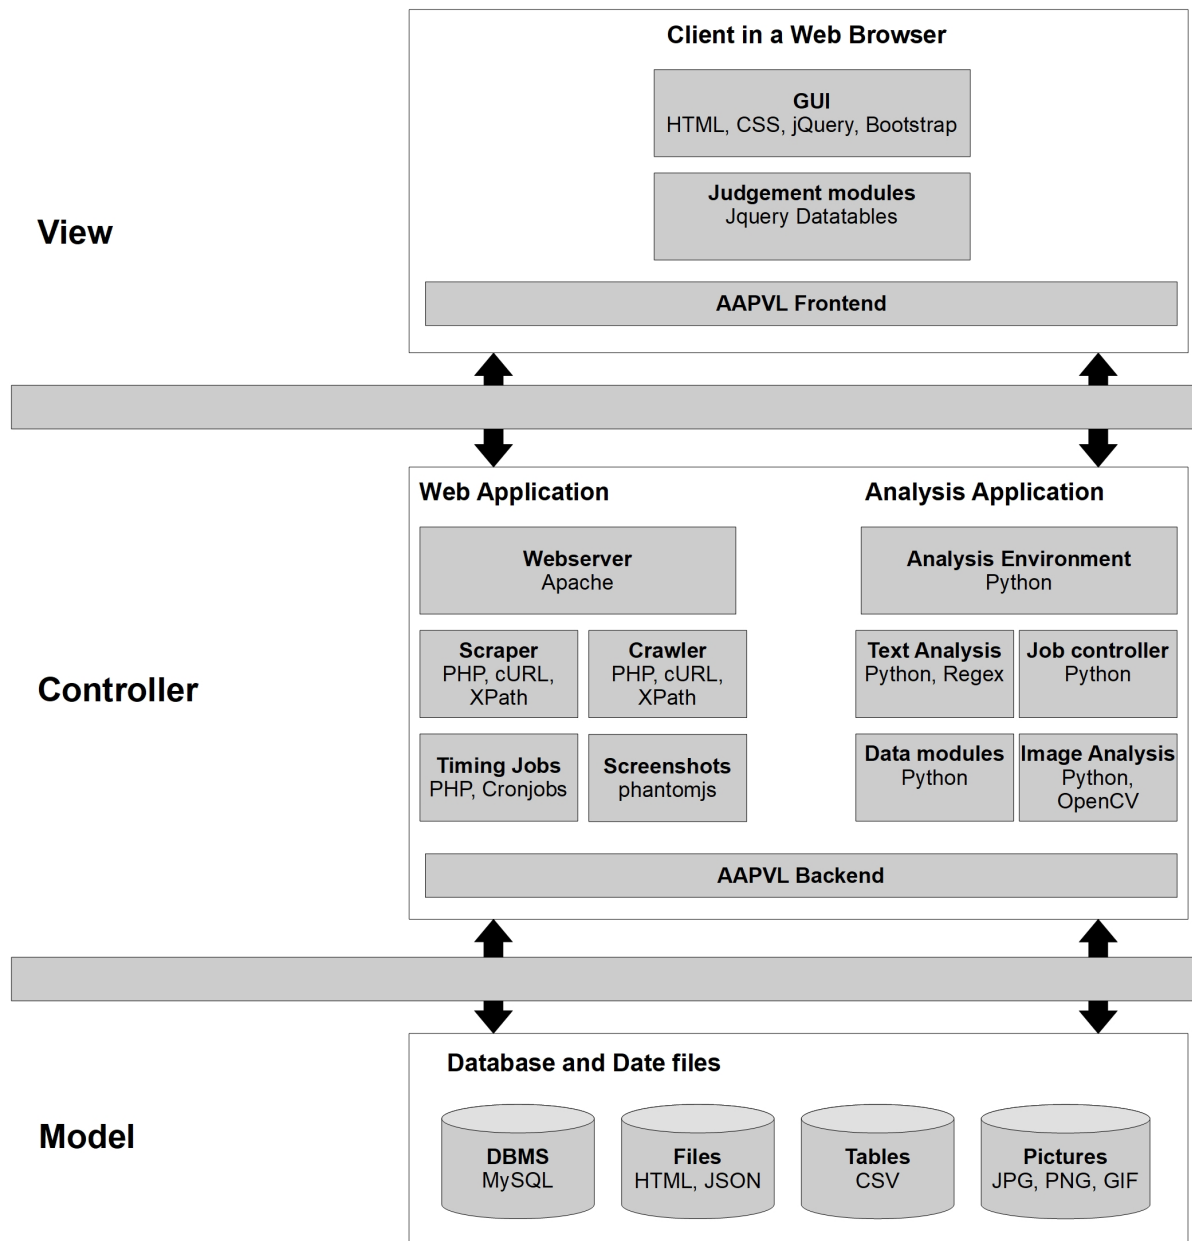 Client in a Web Browser
GUI
HTML, CSS, jQuery, Bootstrap
Judgement modules
Jquery Datatables
View
AAPVL Frontend
Web Application
Analysis Application
Webserver
Apache
Analysis Environment
Python
Scraper
PHP, cURL,
XPath
Crawler
PHP, cURL,
XPath
Text Analysis
Python, Regex
Job controller
Python
Controller
Timing Jobs
PHP, Cronjobs
Screenshots
phantomjs
Data modules
Python
Image Analysis
Python,
OpenCV
AAPVL Backend
Database and Date files
Model
DBMS
MySQL
Files
HTML, JSON
Tables
CSV
Pictures
JPG, PNG, GIF